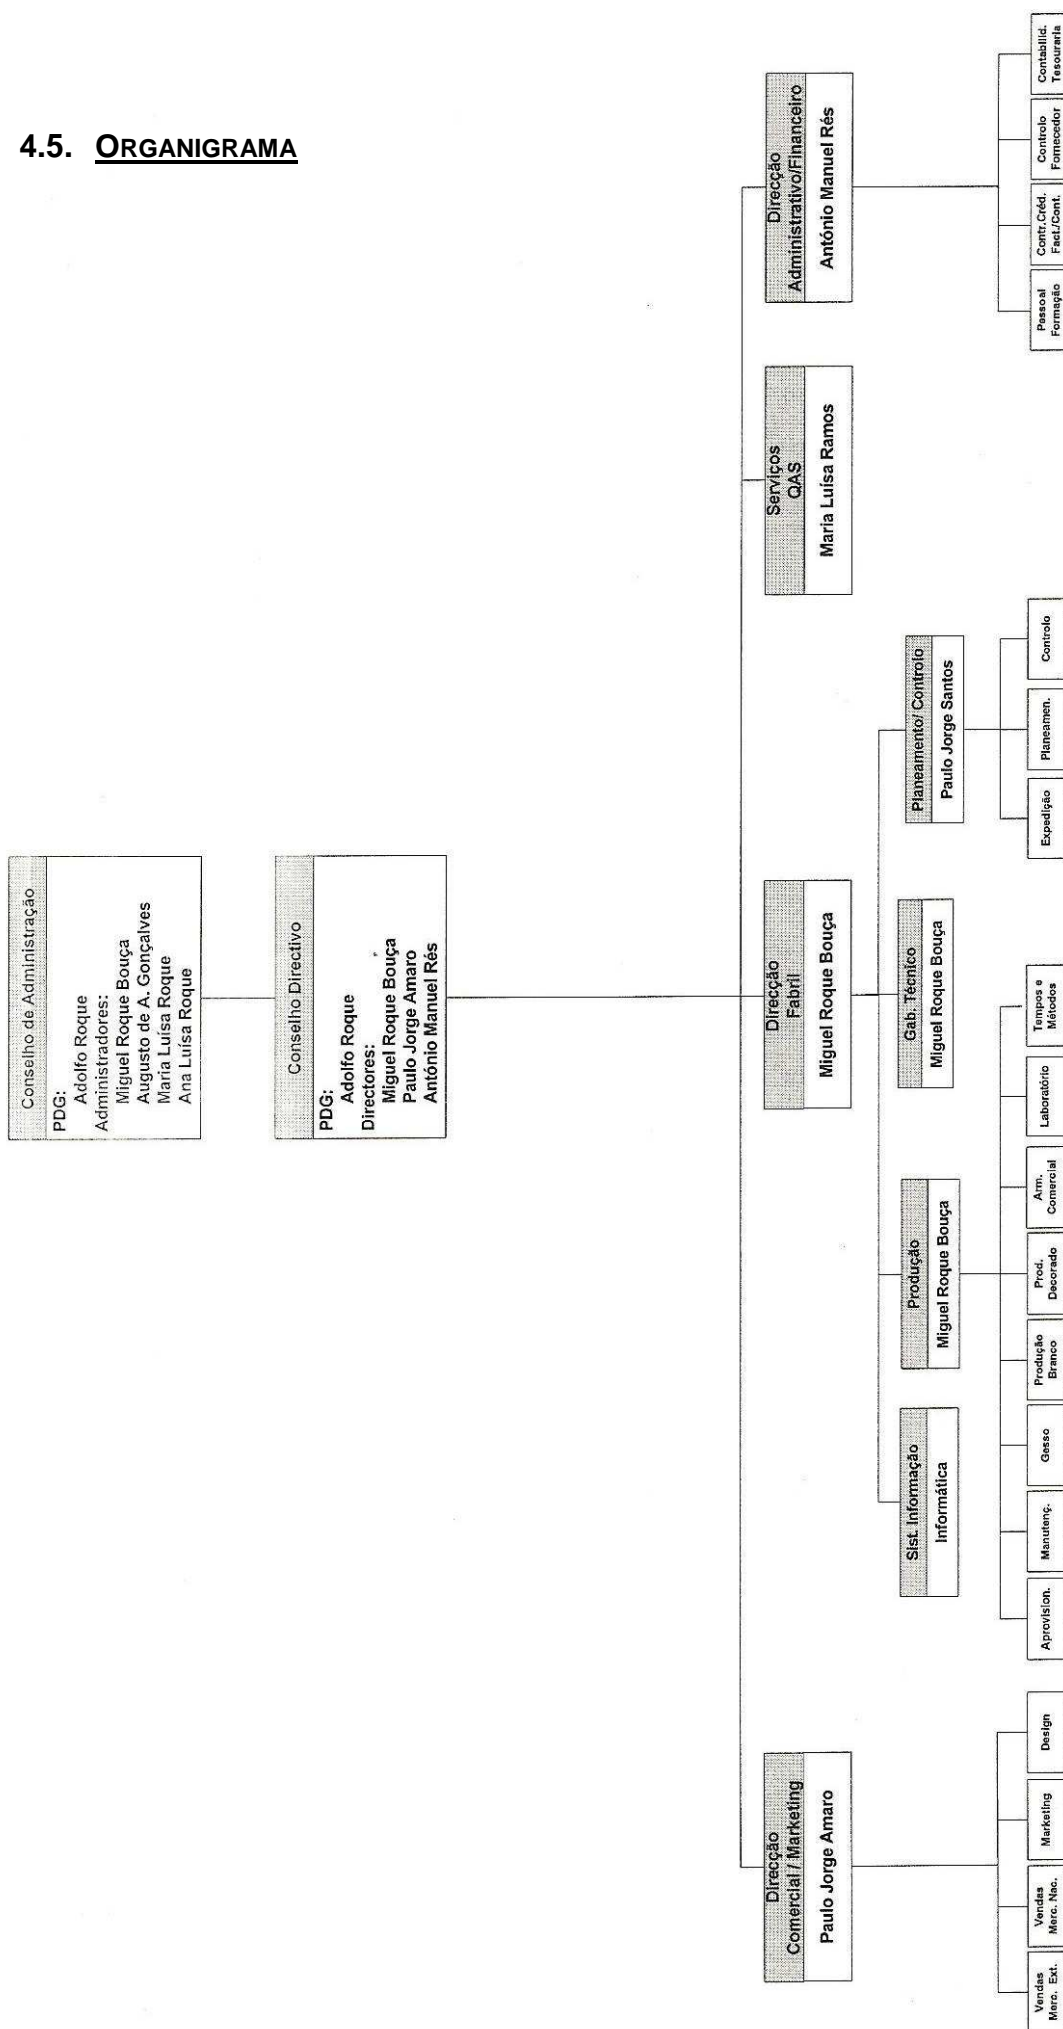 4.5. ORGANIGRAMA
Conselho de Administração
PDG:
Adolfo Roque
Administradores:
Miguel Roque Bouça
Augusto de A. Gonçalves
Maria Luísa Roque
Ana Luísa Roque
Conselho Directivo
PDG:
Adolfo Roque
Directores:
Miguel Roque Bouça
Paulo Jorge Amaro
António Manuel Rés
Direcção
Comercial / Marketing
Paulo Jorge Amaro
Direcção
Fabril
Miguel Roque Bouça
Serviços
QAS
Maria Luísa Ramos
Direcção
Administrativo/Financeiro
António Manuel Rés
Sist. Informação
Informática
Produção
Miguel Roque Bouça
Gab. Técnico
Miguel Roque Bouça
Planeamento/ Controlo
Paulo Jorge Santos
Vendas
Merc. Ext.
Vendas
Merc. Nac.
Marketing
Design
Aprovision.
Manutenç.
Gesso
Produção
Branco
Prod.
Decorado
Arm.
Comercial
Laboratório
Tempos e
Métodos
Expedição
Planeamen.
Controlo
Pessoal
Formação
Contr.Créd.
Fact./Cont.
Controlo
Fornecedor
Contabilid.
Tesouraria